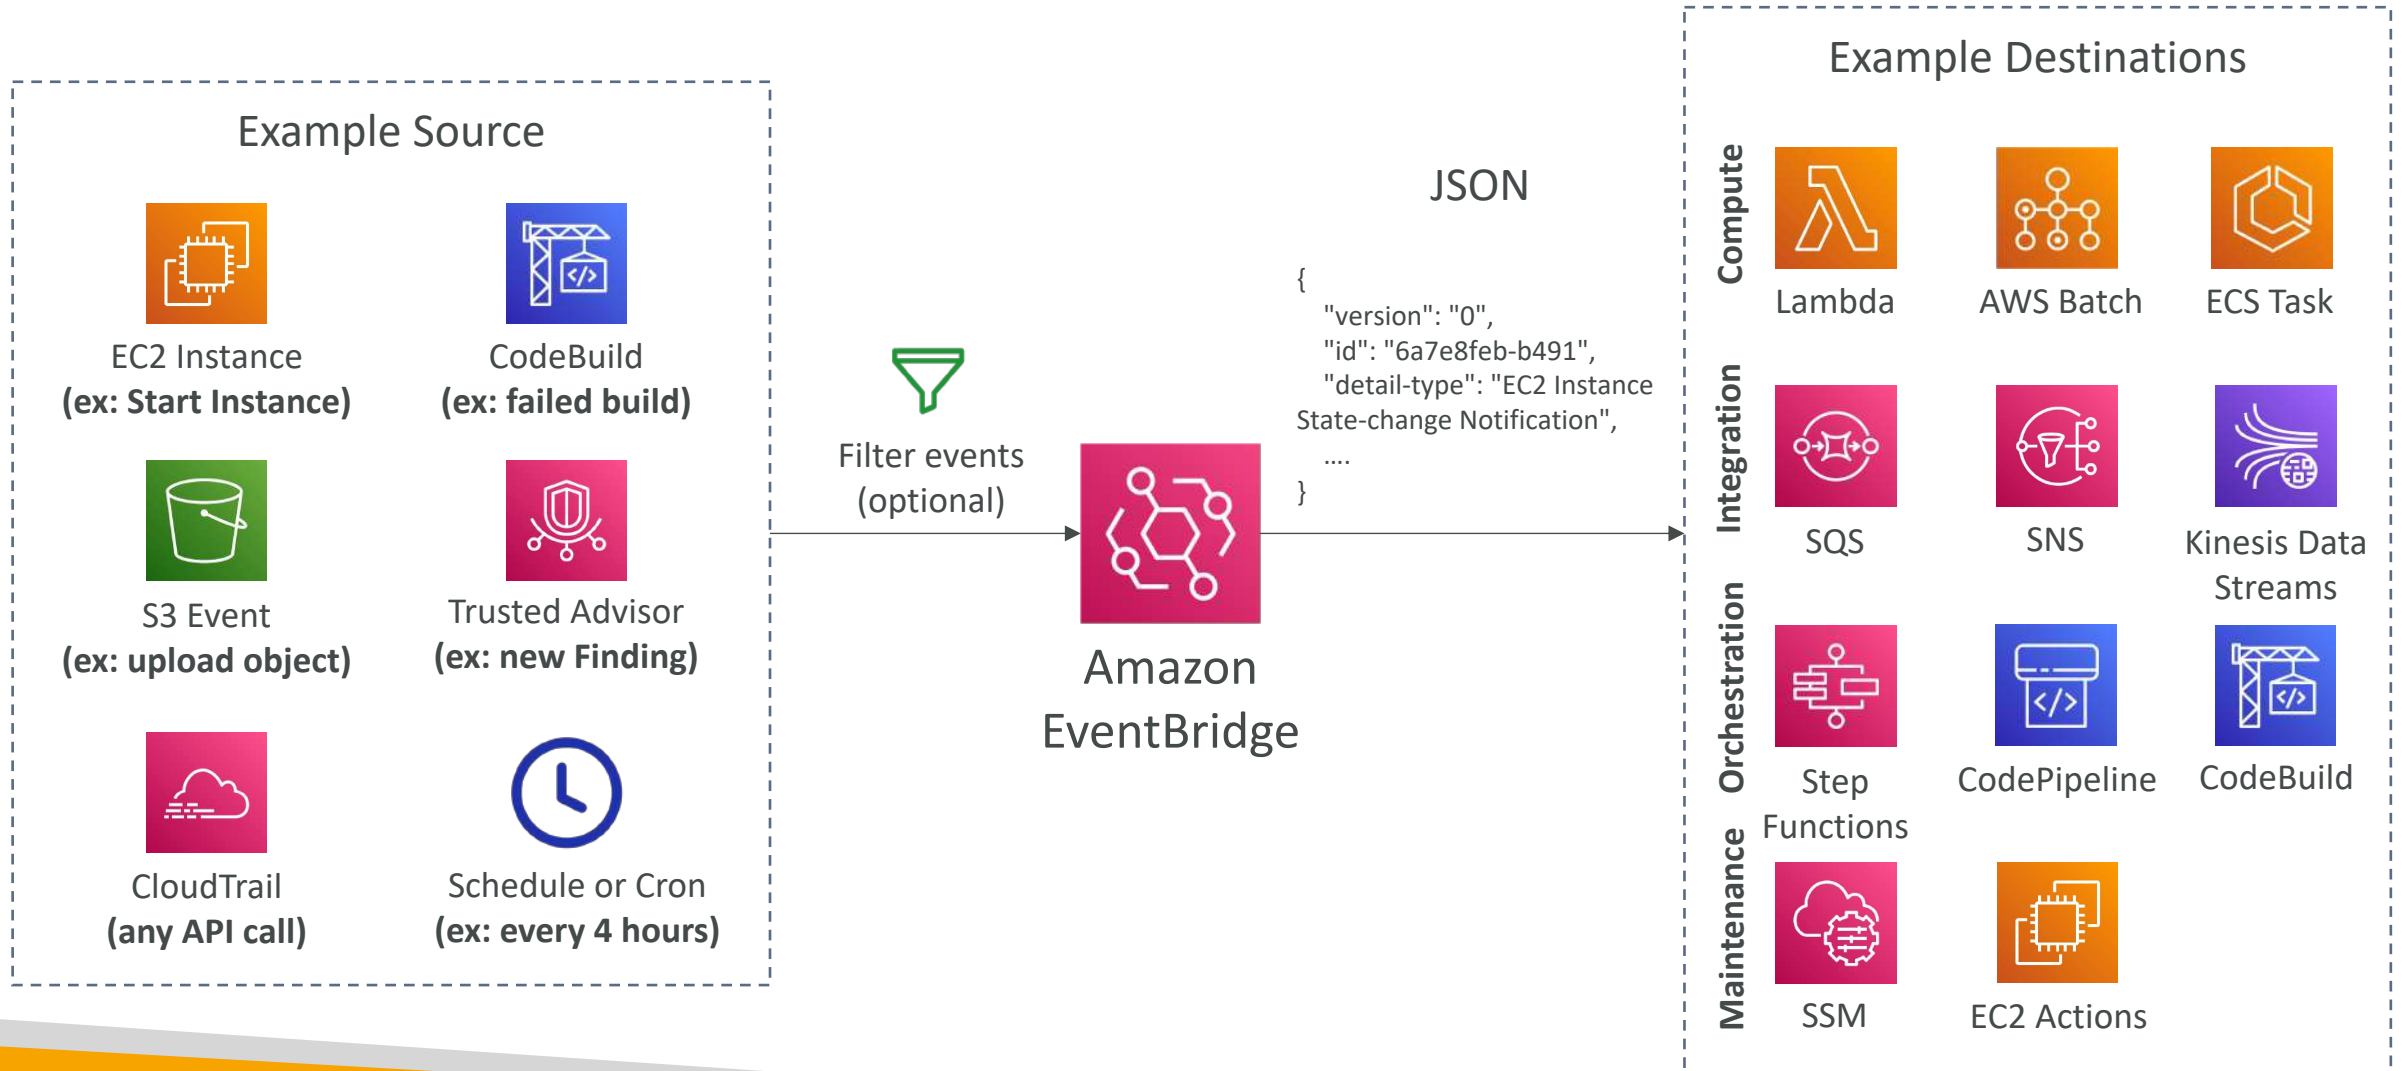 Example Source
EC2 Instance
(ex: Start Instance)
CodeBuild
(ex: failed build)
S3 Event
(ex: upload object)
Trusted Advisor
(ex: new Finding)
CloudTrail
(any API call)
Schedule or Cron
(ex: every 4 hours)
Filter events
(optional)
Amazon
EventBridge
JSON
{
"version": "0",
"id": "6a7e8feb-b491",
"detail-type": "EC2 Instance
State-change Notification",
....
}
Example Destinations
Compute
Lambda
AWS Batch
ECS Task
Integration
SQS
SNS
Kinesis Data
Streams
Orchestration
Step
Functions
CodePipeline
CodeBuild
Maintenance
SSM
EC2 Actions